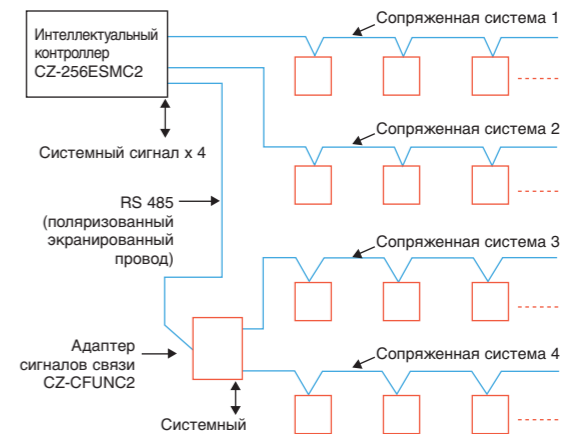 Интеллектуальный
контроллер
CZ-256ESMC2
Сопряженная система 1
Сопряженная система 2
Системный сигнал x 4
RS 485
(поляризованный
экранированный
провод)
Сопряженная система 3
Адаптер
сигналов связи
CZ-CFUNC2
Сопряженная система 4
Системный